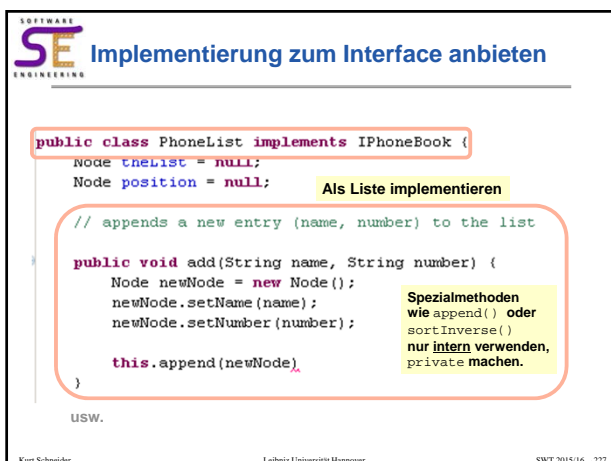 SOFTWARE
SE
ENGINEERING
Implementierung zum Interface anbieten
public class PhoneList implements IPhoneBook {
Node theList = null;
Node position = null;
Als Liste implementieren
// appends a new entry (name, number) to the list
public void add(String name, String number) {
Node newNode = new Node();
newNode.setName(name);
newNode.setNumber(number);
this.append(newNode)
}
Spezialmethoden
wie append() oder
sortInverse()
nur intern verwenden,
private machen.
usw.
Kurt Schneider Leibniz Universität Hannover SWT 2015/16 227